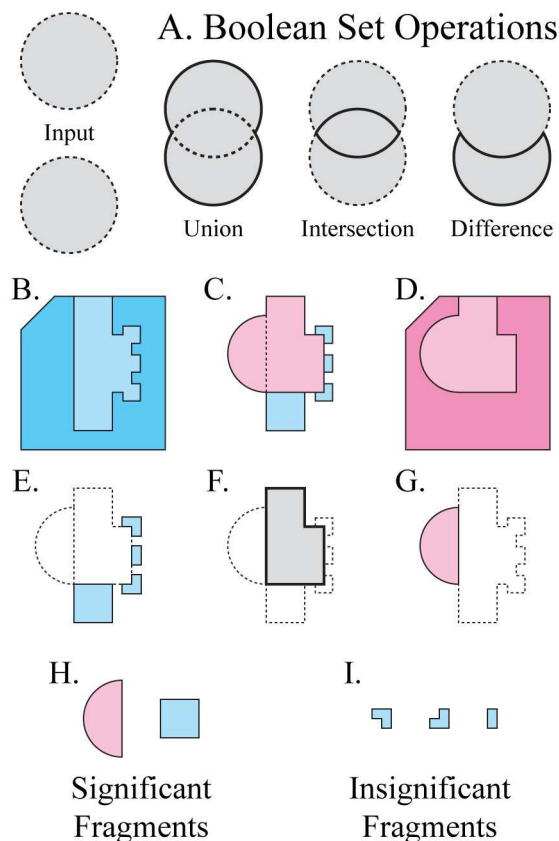 A. Boolean Set Operations
Input
Union
Intersection
Difference
B.
C.
D.
E.
F.
G.
H.
I.
Significant
Fragments
Insignificant
Fragments